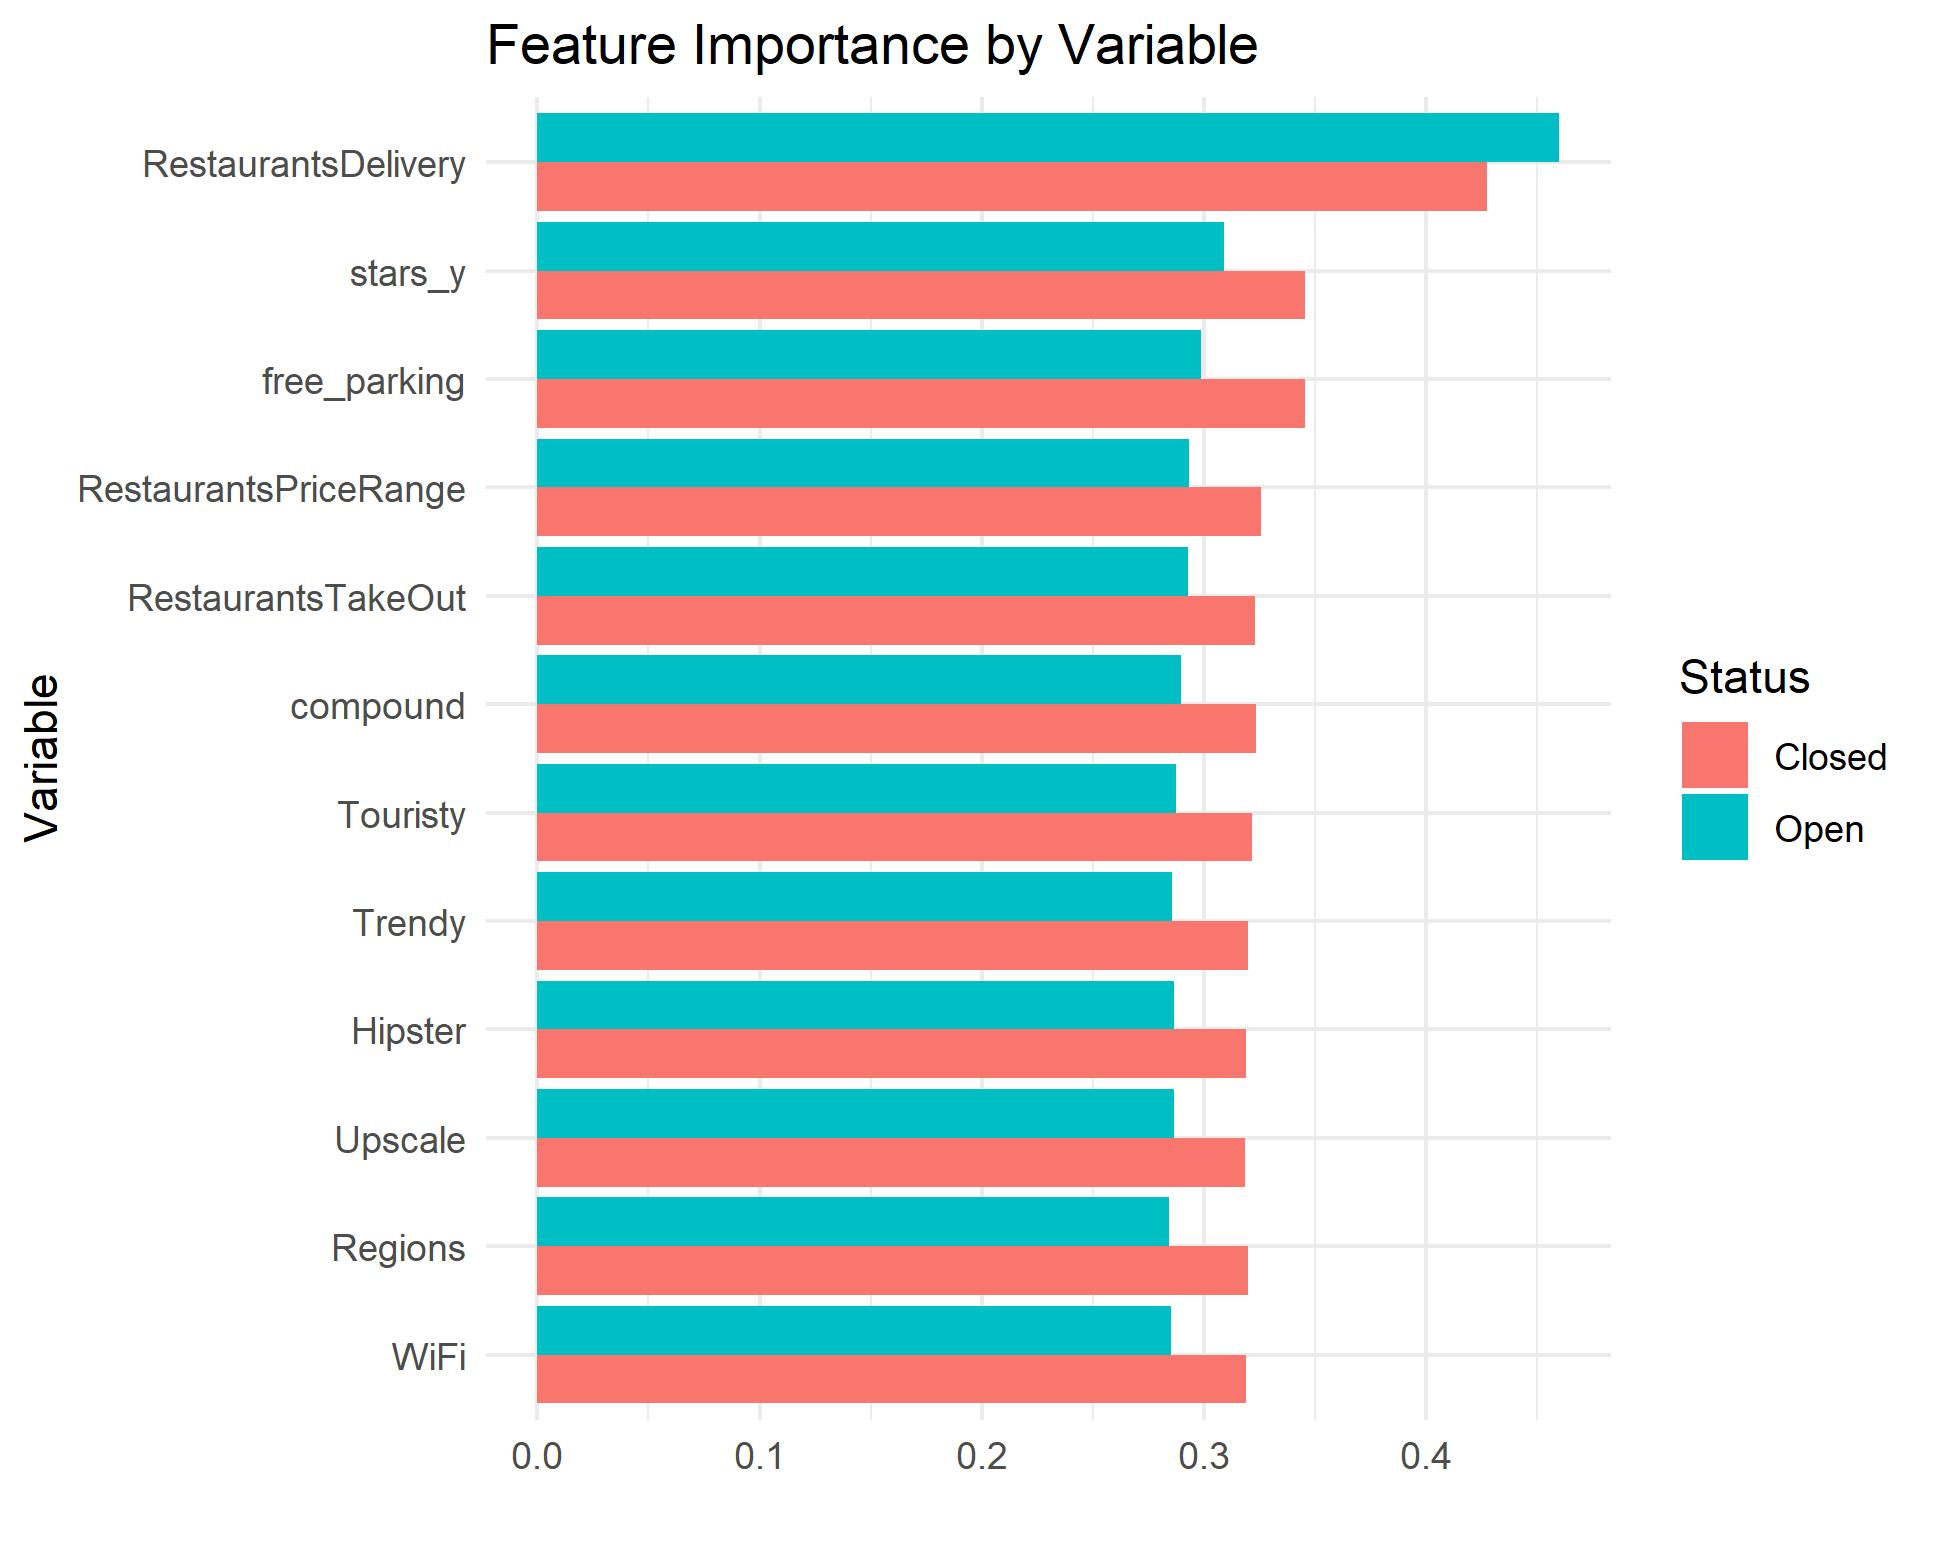 Feature Importance by Variable
Variable
RestaurantsDelivery
stars_y
free_parking
RestaurantsPriceRange
RestaurantsTakeOut
compound
Touristy
Trendy
Hipster
Upscale
Regions
WiFi
0.0 0.1 0.2 0.3 0.4
Status
Closed
Open